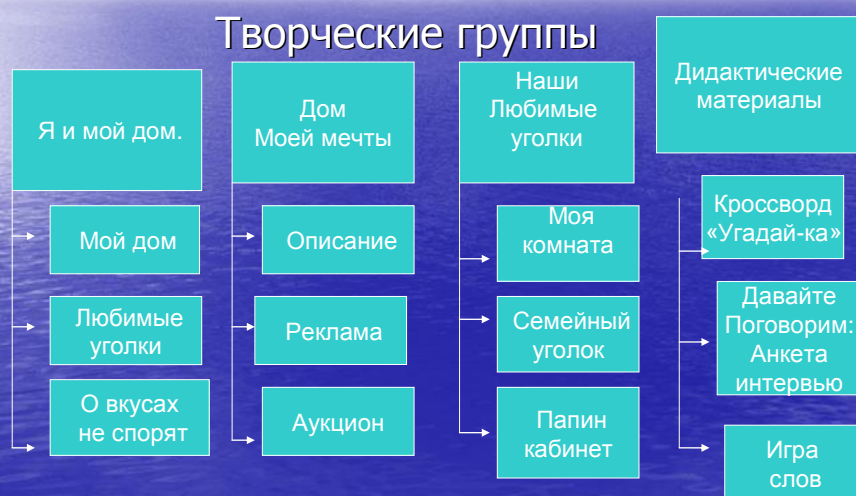 Творческие группы
Я и мой дом.
Мой дом
Любимые
уголки
О вкусах
не спорят
Дом
Моей мечты
Описание
Реклама
Аукцион
Наши
Любимые
уголки
Моя
комната
Семейный
уголок
Папин
кабинет
Дидактические
материалы
Кроссворд
«Угадай-ка»
Давайте
Поговорим:
Анкета
интервью
Игра
слов